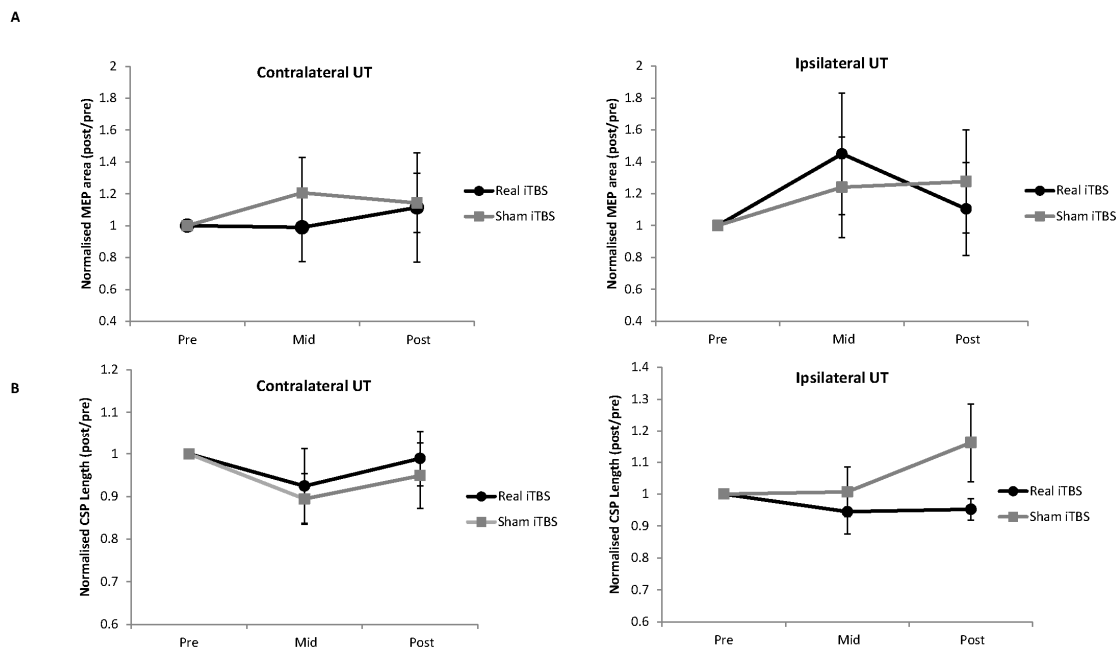 A
Contralateral UT
Normalised MEP area (post/pre)
2
1.8
1.6
1.4
1.2
1
0.8
0.6
0.4
Pre Mid Post
Real iTBS
Sham iTBS
Ipsilateral UT
Normalised MEP area (post/pre)
2
1.8
1.6
1.4
1.2
1
0.8
0.6
0.4
Pre Mid Post
Real iTBS
Sham iTBS
B
Contralateral UT
Normalised CSP Length (post/pre)
1.2
1.1
1
0.9
0.8
0.7
0.6
Pre Mid Post
Real iTBS
Sham iTBS
Ipsilateral UT
Normalised CSP Length (post/pre)
1.4
1.3
1.2
1.1
1
0.9
0.8
0.7
0.6
Pre Mid Post
Real iTBS
Sham iTBS